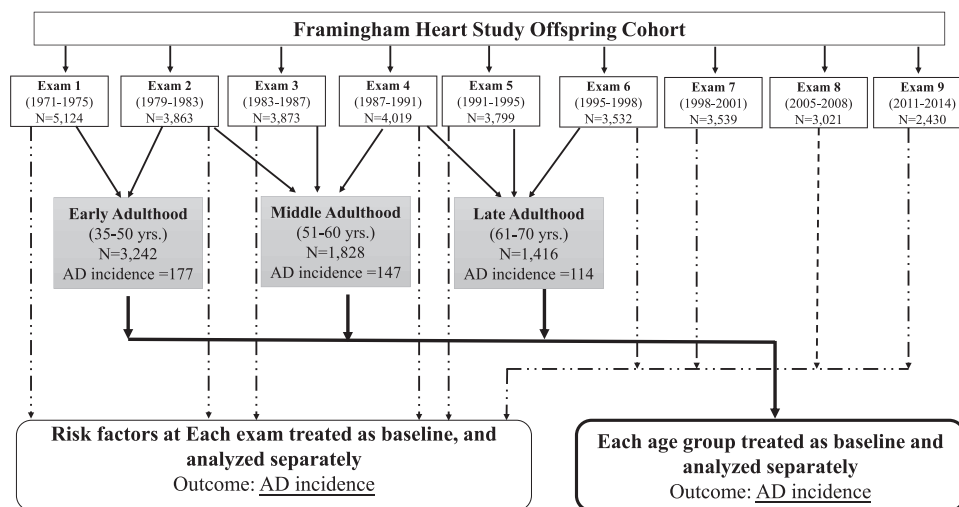 Framingham Heart Study Offspring Cohort
Exam 1
(1971-1975)
N=5,124
Exam 2
(1979-1983)
N=3,863
Exam 3
(1983-1987)
N=3,873
Exam 4
(1987-1991)
N=4,019
Exam 5
(1991-1995)
N=3,799
Exam 6
(1995-1998)
N=3,532
Exam 7
(1998-2001)
N=3,539
Exam 8
(2005-2008)
N=3,021
Exam 9
(2011-2014)
N=2,430
Early Adulthood
(35-50 yrs.)
N=3,242
AD incidence =177
Middle Adulthood
(51-60 yrs.)
N=1,828
AD incidence =147
Late Adulthood
(61-70 yrs.)
N=1,416
AD incidence =114
Risk factors at Each exam treated as baseline, and
analyzed separately
Outcome: AD incidence
Each age group treated as baseline and
analyzed separately
Outcome: AD incidence